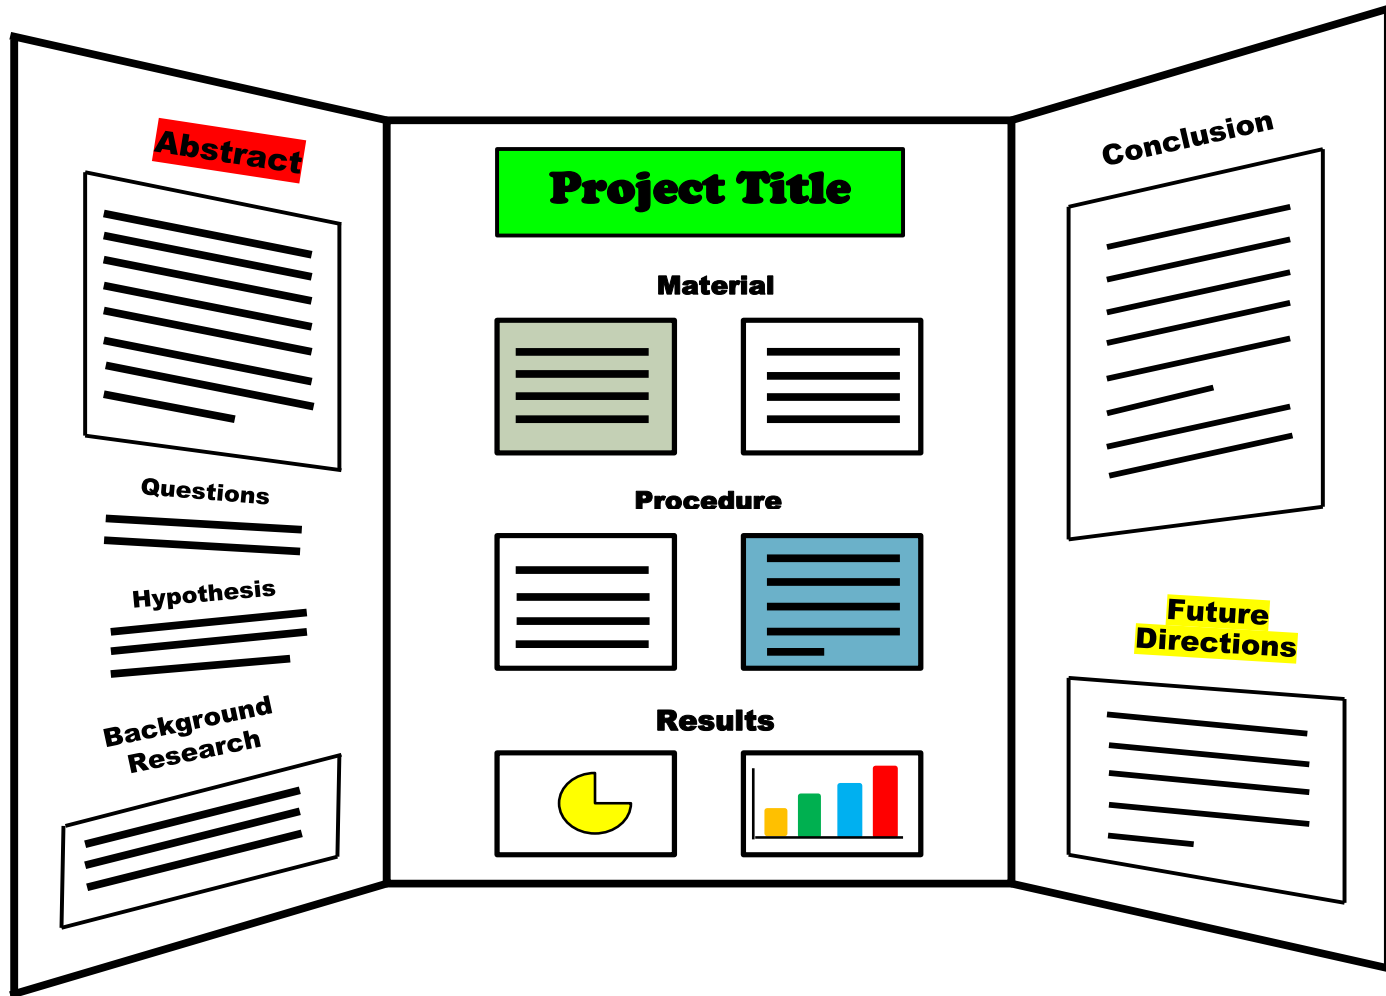 Abstract
Questions
Hypothesis
Background
Research
Project Title
Material
Procedure
Results
Conclusion
Future
Directions